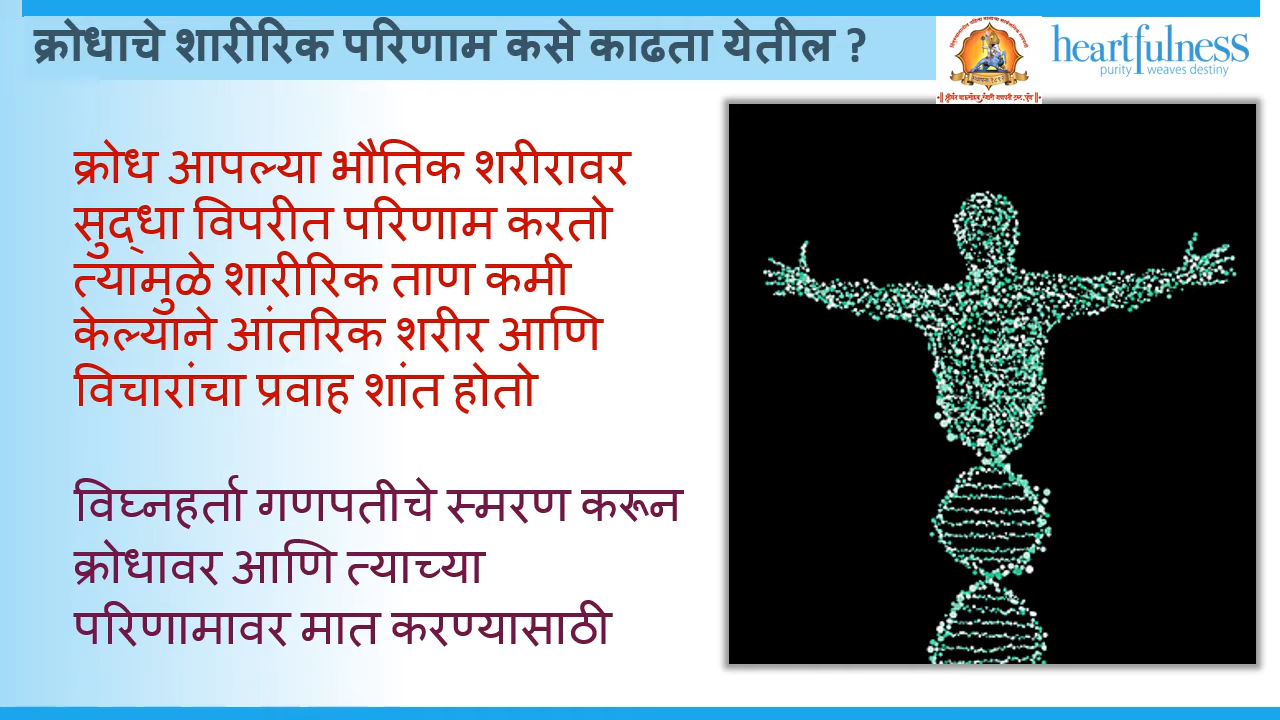 क्रोधाचे शारीरिक परिणाम कसे काढता येतील ?
heartfulness
purity weaves destiny
क्रोध आपल्या भौतिक शरीरावर
सुद्धा विपरीत परिणाम करतो
त्यामुळे शारीरिक ताण कमी
केल्याने आंतरिक शरीर आणि
विचारांचा प्रवाह शांत होतो
विघ्नहर्ता गणपतीचे स्मरण करून
क्रोधावर आणि त्याच्या
परिणामावर मात करण्यासाठी